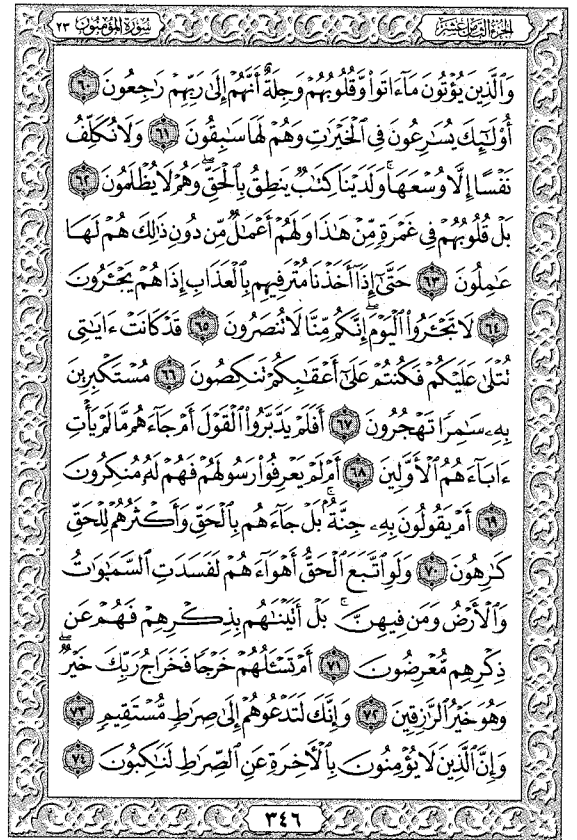 الجزء الثامن عشر
سورة المؤمنون ٢٣
وَٱلَّذِينَ يُؤْتُونَ مَآءَاتَوا۟ وَّقُلُوبُهُمْ وَجِلَةٌ أَنَّهُمْ إِلَىٰ رَبِّهِمْ رَٰجِعُونَ ٦٠
أُو۟لَٰٓئِكَ يُسَٰرِعُونَ فِى ٱلْخَيْرَٰتِ وَهُمْ لَهَا سَٰبِقُونَ ٦١ وَلَا نُكَلِّفُ
نَفْسًا إِلَّا وُسْعَهَا ۚ وَلَدَيْنَا كِتَٰبٌ يَنطِقُ بِٱلْحَقِّ ۖ وَهُمْ لَا يُظْلَمُونَ ٦٢
بَلْ قُلُوبُهُمْ فِى غَمْرَةٍ مِّنْ هَٰذَا وَلَهُمْ أَعْمَٰلٌ مِّن دُونِ ذَٰلِكَ هُمْ لَهَا
عَٰمِلُونَ ٦٣ حَتَّىٰٓ إِذَآ أَخَذْنَا مُتْرَفِيهِم بِٱلْعَذَابِ إِذَا هُمْ يَجْـَٔرُونَ
٦٤ لَا تَجْـَٔرُوا۟ ٱلْيَوْمَ ۖ إِنَّكُم مِّنَّا لَا تُنصَرُونَ ٦٥ قَدْ كَانَتْ ءَايَٰتِى
تُتْلَىٰ عَلَيْكُمْ فَكُنتُمْ عَلَىٰٓ أَعْقَٰبِكُمْ تَنكِصُونَ ٦٦ مُسْتَكْبِرِينَ
بِهِۦ سَٰمِرًا تَهْجُرُونَ ٦٧ أَفَلَمْ يَدَّبَّرُوا۟ ٱلْقَوْلَ أَمْ جَآءَهُم مَّا لَمْ يَأْتِ
ءَابَآءَهُمُ ٱلْأَوَّلِينَ ٦٨ أَمْ لَمْ يَعْرِفُوا۟ رَسُولَهُمْ فَهُمْ لَهُۥ مُنكِرُونَ
٦٩ أَمْ يَقُولُونَ بِهِۦ جِنَّةٌۢ ۚ بَلْ جَآءَهُم بِٱلْحَقِّ وَأَكْثَرُهُمْ لِلْحَقِّ
كَٰرِهُونَ ٧٠ وَلَوِ ٱتَّبَعَ ٱلْحَقُّ أَهْوَآءَهُمْ لَفَسَدَتِ ٱلسَّمَٰوَٰتُ
وَٱلْأَرْضُ وَمَن فِيهِنَّ ۚ بَلْ أَتَيْنَٰهُم بِذِكْرِهِمْ فَهُمْ عَن
ذِكْرِهِم مُّعْرِضُونَ ٧١ أَمْ تَسْـَٔلُهُمْ خَرْجًا فَخَرَاجُ رَبِّكَ خَيْرٌ ۖ
وَهُوَ خَيْرُ ٱلرَّٰزِقِينَ ٧٢ وَإِنَّكَ لَتَدْعُوهُمْ إِلَىٰ صِرَٰطٍ مُّسْتَقِيمٍ ٧٣
وَإِنَّ ٱلَّذِينَ لَا يُؤْمِنُونَ بِٱلْـَٔاخِرَةِ عَنِ ٱلصِّرَٰطِ لَنَٰكِبُونَ ٧٤
٣٤٦